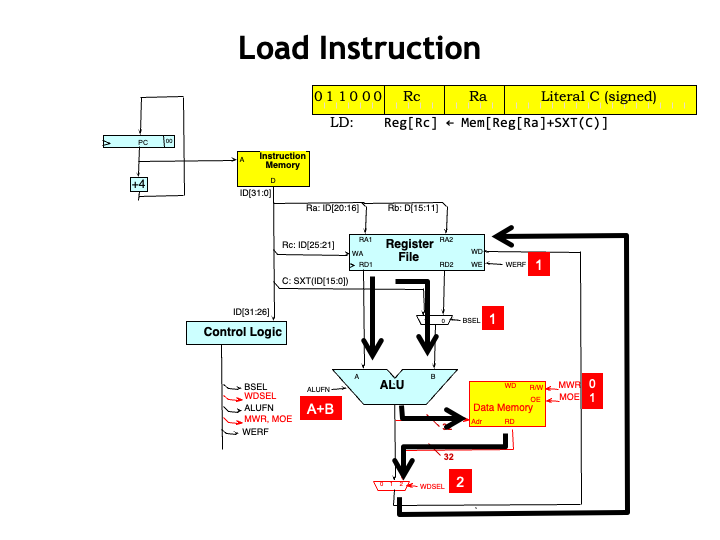 Load Instruction
0 1 1 0 0 0 Rc Ra Literal C (signed)
LD: Reg[Rc] ← Mem[Reg[Ra]+SXT(C)]
PC 00
+4
A Instruction Memory
D
ID[31:0]
Ra: ID[20:16] Rb: D[15:11]
RA1 RA2
Rc: ID[25:21] WA Register File WD
RD1 RD2 WE WERF 1
C: SXT(ID[15:0])
ID[31:26]
Control Logic
0 BSEL 1
A B
ALU
ALUFN
A+B
WD R/W MWR 0
OE MOE 1
Data Memory
Adr RD
32
BSEL
WDSEL
ALUFN
MWR, MOE
WERF
32
0 1 2 WDSEL 2